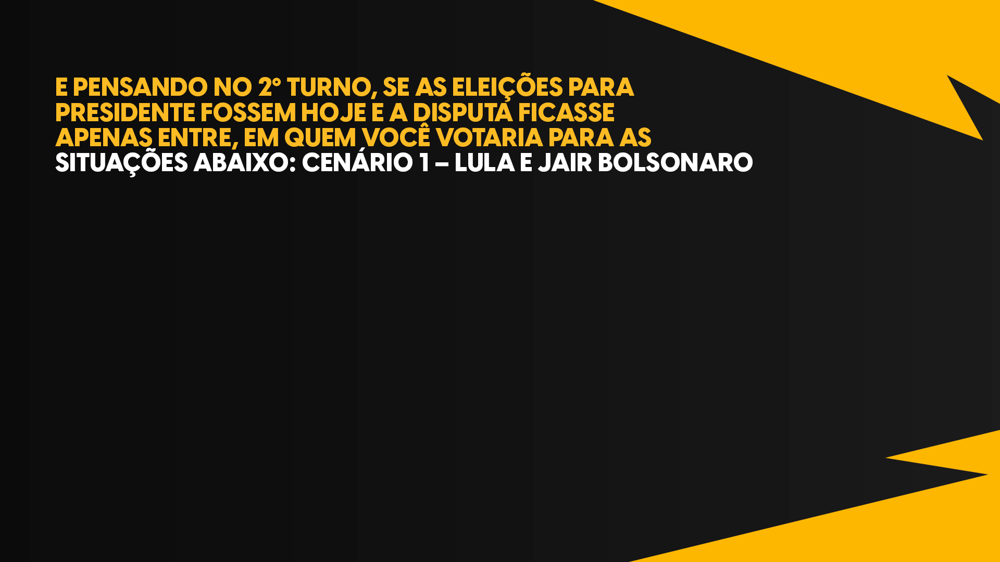 E PENSANDO NO 2º TURNO, SE AS ELEIÇÕES PARA
PRESIDENTE FOSSEM HOJE E A DISPUTA FICASSE
APENAS ENTRE, EM QUEM VOCÊ VOTARIA PARA AS
SITUAÇÕES ABAIXO: CENÁRIO 1 – LULA E JAIR BOLSONARO